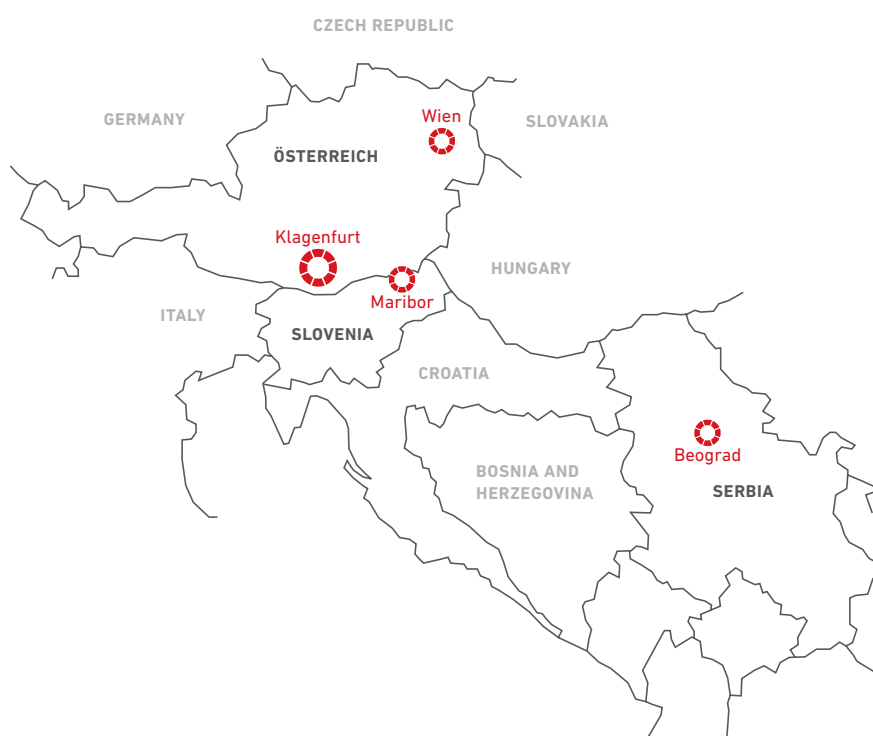 CZECH REPUBLIC
GERMANY
Wien
SLOVAKIA
ÖSTERREICH
Klagenfurt
HUNGARY
Maribor
ITALY
SLOVENIA
CROATIA
Beograd
BOSNIA AND
HERZEGOVINA
SERBIA